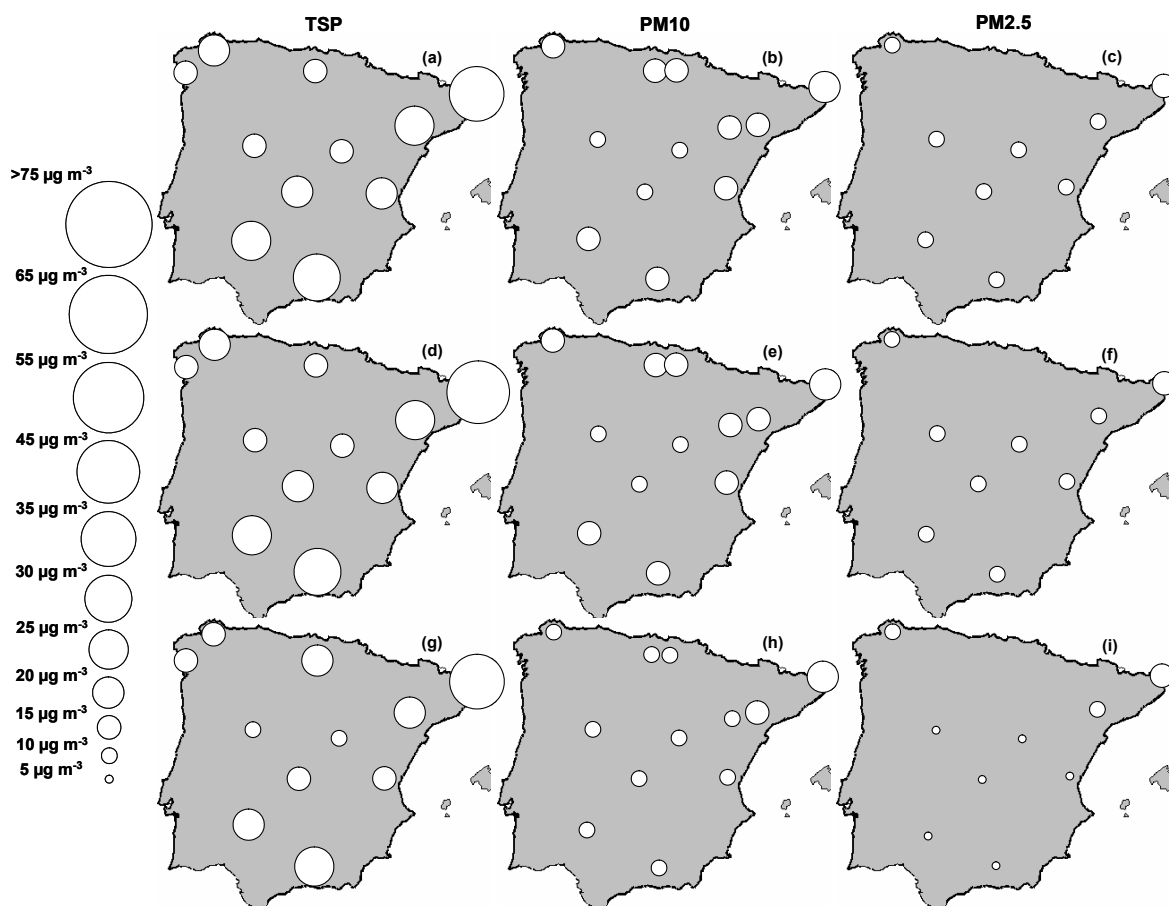 TSP PM10 PM2.5
(a) (b) (c)
>75 µg m-3
65 µg m-3
(d) (e) (f)
55 µg m-3
45 µg m-3
35 µg m-3
30 µg m-3
25 µg m-3
(g) (h) (i)
20 µg m-3
15 µg m-3
10 µg m-3
5 µg m-3